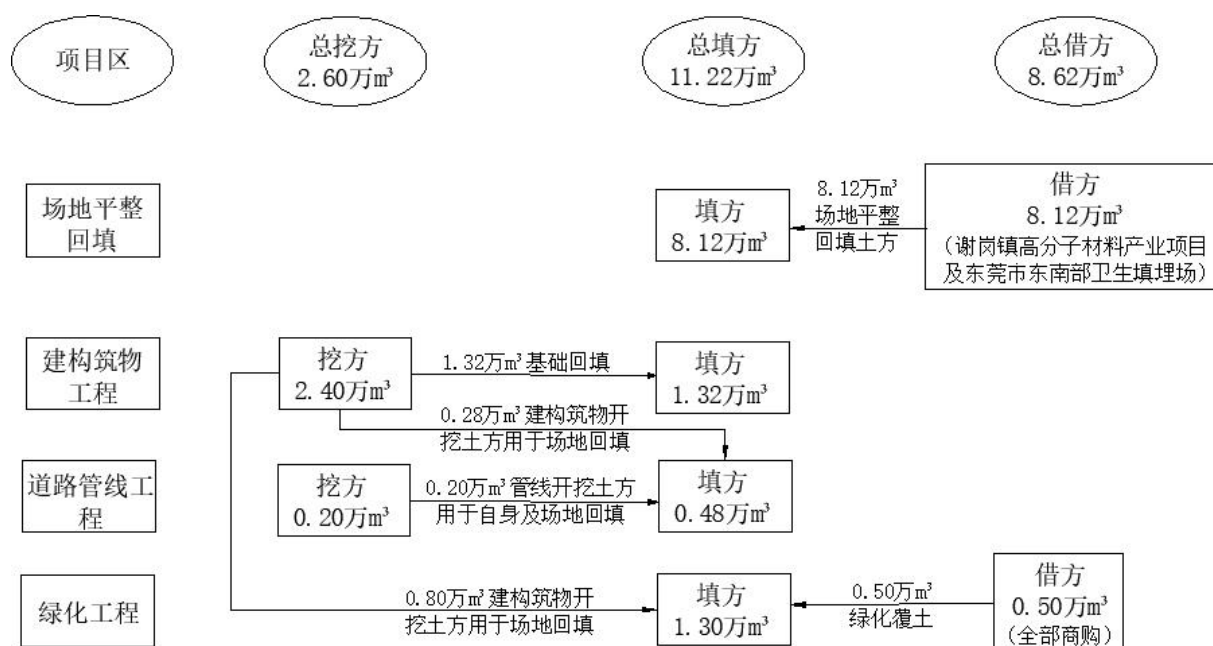 项目区
总挖方
2.60万m³
总填方
11.22万m³
总借方
8.62万m³
场地平整
回填
填方
8.12万m³
8.12万m³
场地平整
回填土方
借方
8.12万m³
（谢岗镇高分子材料产业项目
及东莞市东南部卫生填埋场）
建构筑物
工程
挖方
2.40万m³
1.32万m³基础回填
填方
1.32万m³
0.28万m³建构筑物开
挖土方用于场地回填
道路管线工
程
挖方
0.20万m³
0.20万m³管线开挖土方
用于自身及场地回填
填方
0.48万m³
绿化工程
0.80万m³建构筑物开
挖土方用于场地回填
填方
1.30万m³
0.50万m³
绿化覆土
借方
0.50万m³
（全部商购）